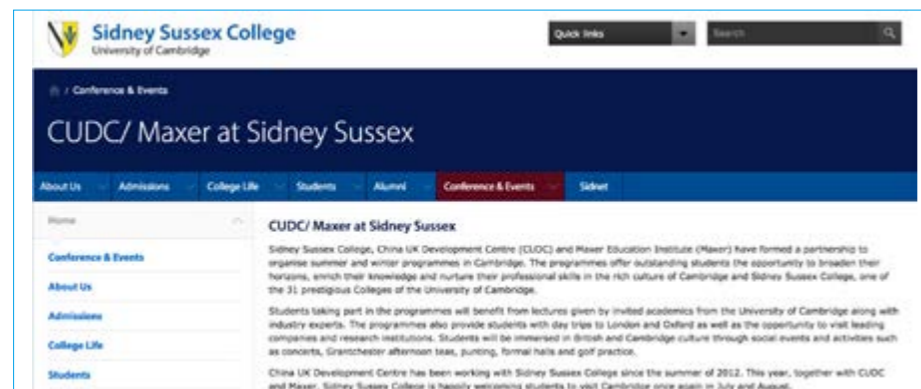 Sidney Sussex College
University of Cambridge
Quick links
Search
/ Conference & Events
CUDC/ Maxer at Sidney Sussex
About Us
Admissions
College Life
Students
Alumni
Conference & Events
Sidnet
Home
Conference & Events
About Us
Admissions
College Life
Students
CUDC/ Maxer at Sidney Sussex
Sidney Sussex College, China UK Development Centre (CUDC) and Maxer Education Institute (Maxer) have formed a partnership to
organise summer and winter programmes in Cambridge. The programmes offer outstanding students the opportunity to broaden their
horizons, enrich their knowledge and nurture their professional skills in the rich culture of Cambridge and Sidney Sussex College, one of
the 31 prestigious Colleges of the University of Cambridge.
Students taking part in the programmes will benefit from lectures given by invited academics from the University of Cambridge along with
industry experts. The programmes also provide students with day trips to London and Oxford as well as the opportunity to visit leading
companies and research institutions. Students will be immersed in British and Cambridge culture through social events and activities such
as concerts, Grantchester afternoon teas, punting, formal halls and golf practice.
China UK Development Centre has been working with Sidney Sussex College since the summer of 2012. This year, together with CUDC
and Maxer, Sidney Sussex College is happily welcoming students to visit Cambridge once again in July and August.